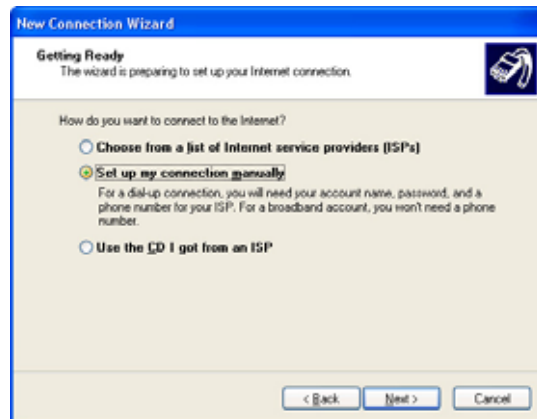 New Connection Wizard
Getting Ready
The wizard is preparing to set up your Internet connection.
How do you want to connect to the Internet?
Choose from a list of Internet service providers (ISPs)
Set up my connection manually
For a dial-up connection, you will need your account name, password, and a
phone number for your ISP. For a broadband account, you won't need a phone
number.
Use the CD I got from an ISP
< Back Next > Cancel